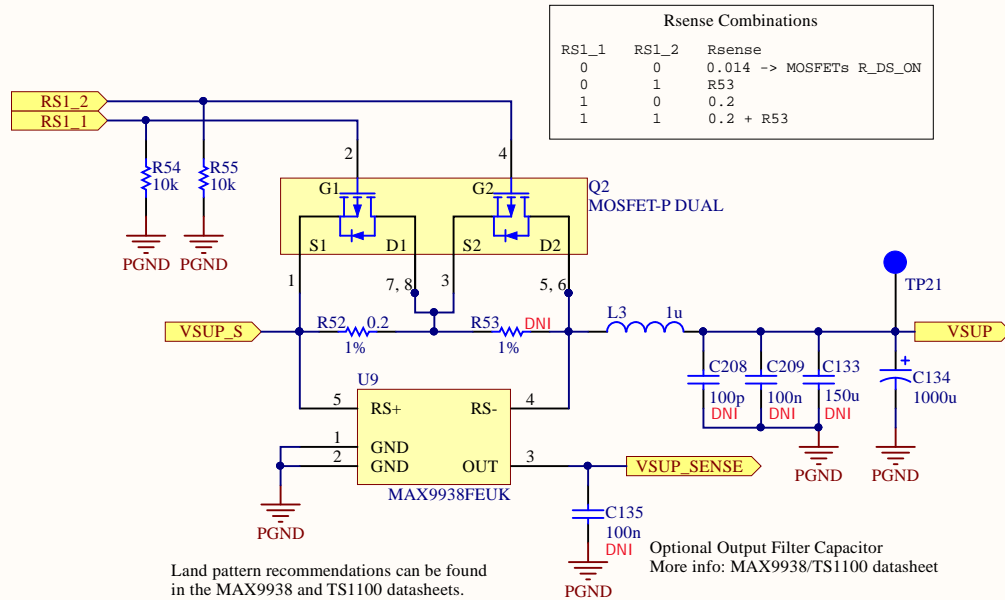 Rsense Combinations
RS1_1 RS1_2 Rsense
0 0 0.014 -> MOSFETs R_DS_ON
0 1 R53
1 0 0.2
1 1 0.2 + R53
RS1_2
RS1_1
R54
10k
R55
10k
PGND
PGND
2
4
G1
G2
Q2
MOSFET-P DUAL
S1
D1
S2
D2
1
7, 8
3
5, 6
TP21
VSUP_S
R52
0.2
1%
R53
DNI
1%
L3
1u
VSUP
C208
100p
DNI
C209
100n
DNI
C133
150u
DNI
+
C134
1000u
PGND
PGND
U9
5
RS+
RS-
4
1
GND
2
GND
OUT
3
MAX9938FEUK
PGND
VSUP_SENSE
C135
100n
DNI
PGND
Optional Output Filter Capacitor
More info: MAX9938/TS1100 datasheet
Land pattern recommendations can be found
in the MAX9938 and TS1100 datasheets.